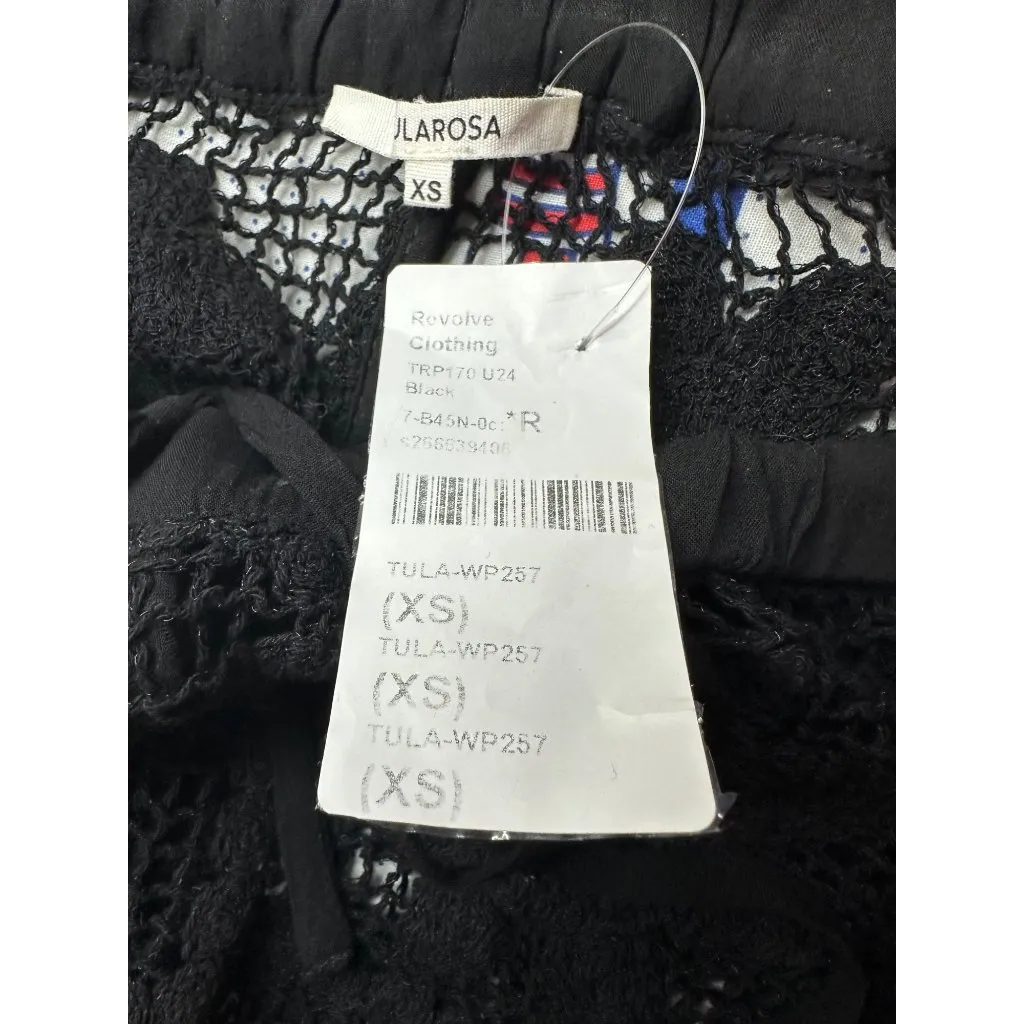 JLAROSA
XS
Revolve
Clothing
TRP170 U24
Black
7-B45N-0c:*R
TULA-WP257
(XS)
TULA-WP257
(XS)
TULA-WP257
(XS)